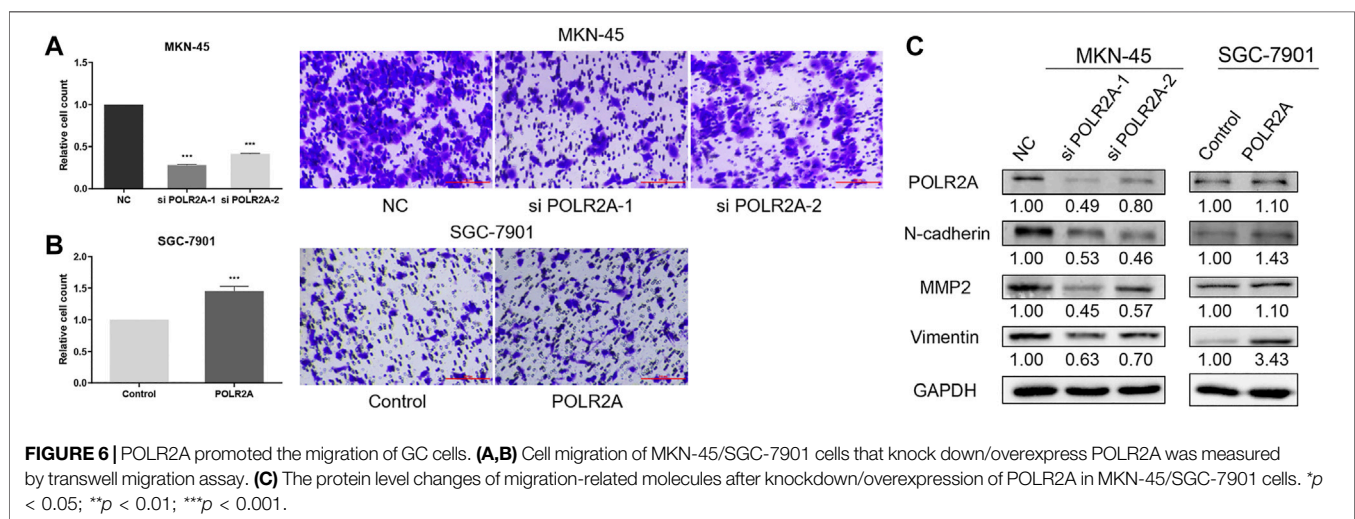 A
MKN-45
Relative cell count
1.5
1.0
0.5
0.0
***
***
NC
si POLR2A-1
si POLR2A-2
MKN-45
NC
si POLR2A-1
si POLR2A-2
B
SGC-7901
Relative cell count
2.0
1.5
1.0
0.5
0.0
***
Control
POLR2A
SGC-7901
Control
POLR2A
C
MKN-45
SGC-7901
NC
si POLR2A-1
si POLR2A-2
Control
POLR2A
POLR2A
1.00 0.49 0.80 1.00 1.10
N-cadherin
1.00 0.53 0.46 1.00 1.43
MMP2
1.00 0.45 0.57 1.00 1.10
Vimentin
1.00 0.63 0.70 1.00 3.43
GAPDH
FIGURE 6 | POLR2A promoted the migration of GC cells. (A,B) Cell migration of MKN-45/SGC-7901 cells that knock down/overexpress POLR2A was measured
by transwell migration assay. (C) The protein level changes of migration-related molecules after knockdown/overexpression of POLR2A in MKN-45/SGC-7901 cells. *p
< 0.05; **p < 0.01; ***p < 0.001.